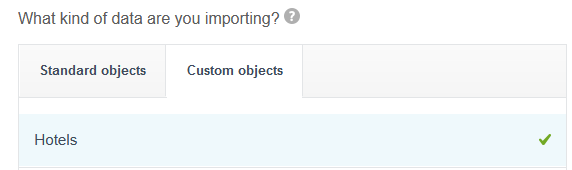 What kind of data are you importing? ?
Standard objects Custom objects
Hotels